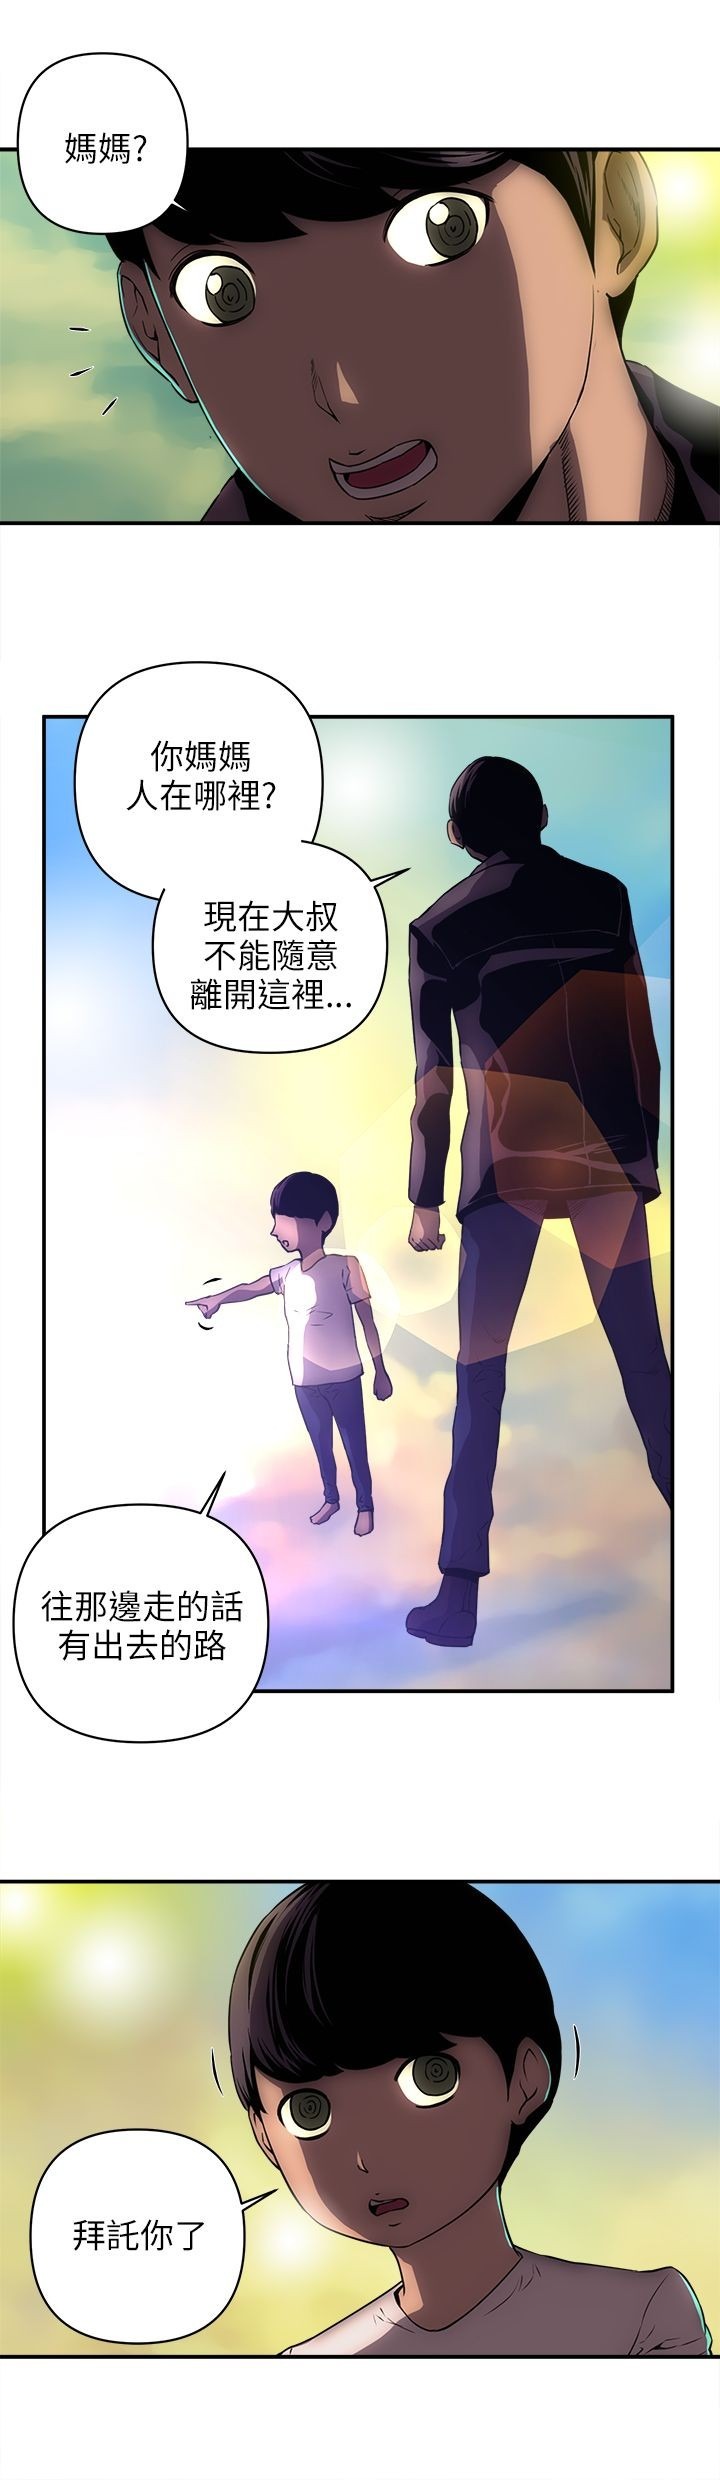 媽媽?
你媽媽
人在哪裡?
現在大叔
不能隨意
離開這裡...
往那邊走的話
有出去的路
拜託你了